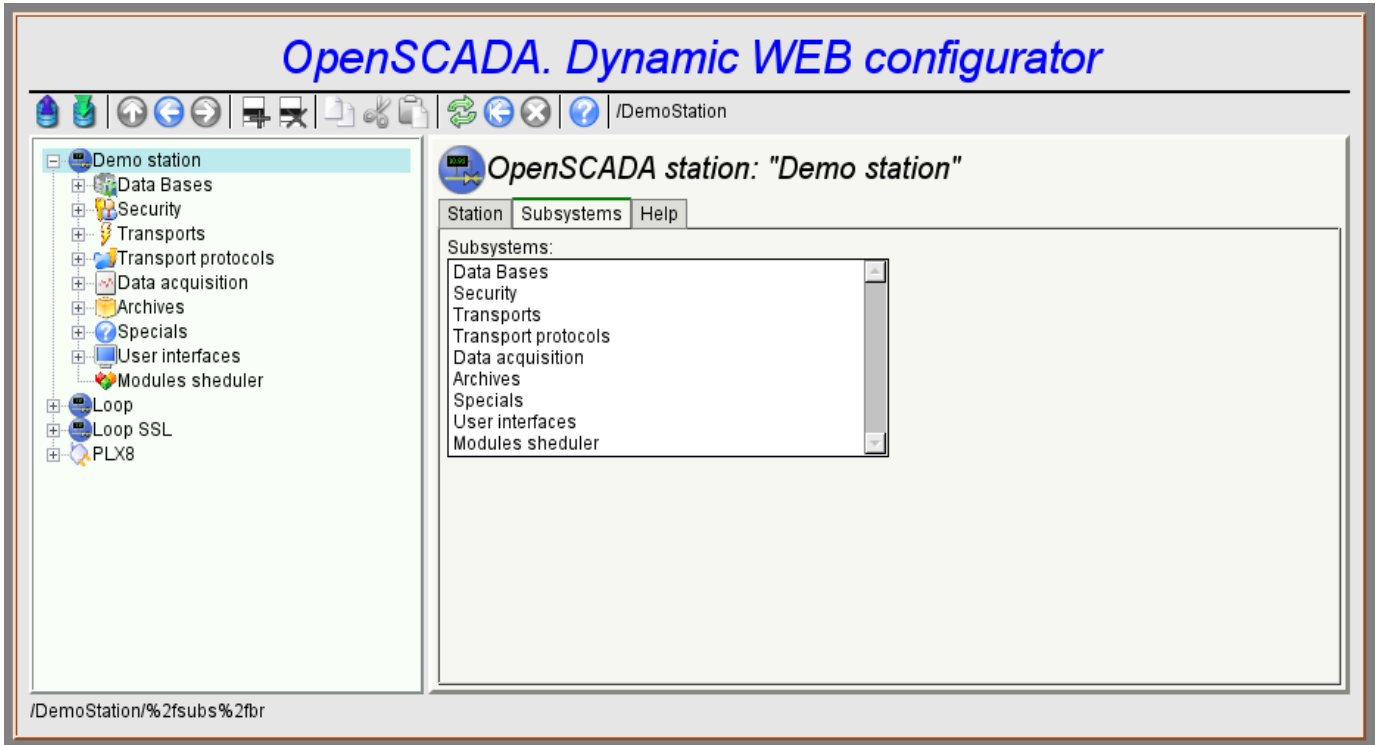 OpenSCADA. Dynamic WEB configurator
/DemoStation
Demo station
Data Bases
Security
Transports
Transport protocols
Data acquisition
Archives
Specials
User interfaces
Modules sheduler
Loop
Loop SSL
PLX8
OpenSCADA station: "Demo station"
Station Subsystems Help
Subsystems:
Data Bases
Security
Transports
Transport protocols
Data acquisition
Archives
Specials
User interfaces
Modules sheduler
/DemoStation/%2fsubs%2fbr